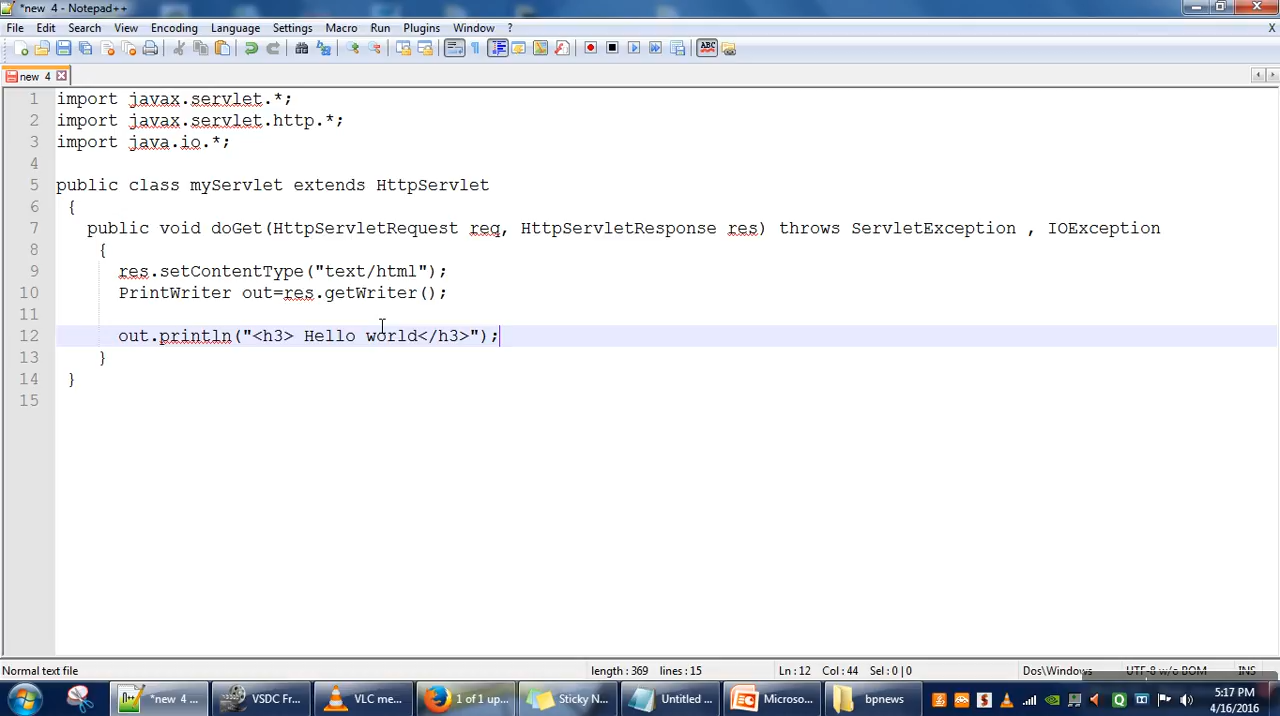 *new 4 - Notepad++
File Edit Search View Encoding Language Settings Macro Run Plugins Window ? X
ABC
new 4
1 import javax.servlet.*;
2 import javax.servlet.http.*;
3 import java.io.*;
4
5 public class myServlet extends HttpServlet
6 {
7 public void doGet(HttpServletRequest req, HttpServletResponse res) throws ServletException , IOException
8 {
9 res.setContentType("text/html");
10 PrintWriter out=res.getWriter();
11
12 out.println("<h3> Hello world</h3>");
13 }
14 }
15
Normal text file length : 369 lines : 15 Ln : 12 Col : 44 Sel : 0 | 0 Dos\Windows UTF-8 w/o BOM INS
*new 4 ... VSDC Fr... VLC me... 1 of 1 up... Sticky N... Untitled ... Microso... bpnews 5:17 PM
4/16/2016